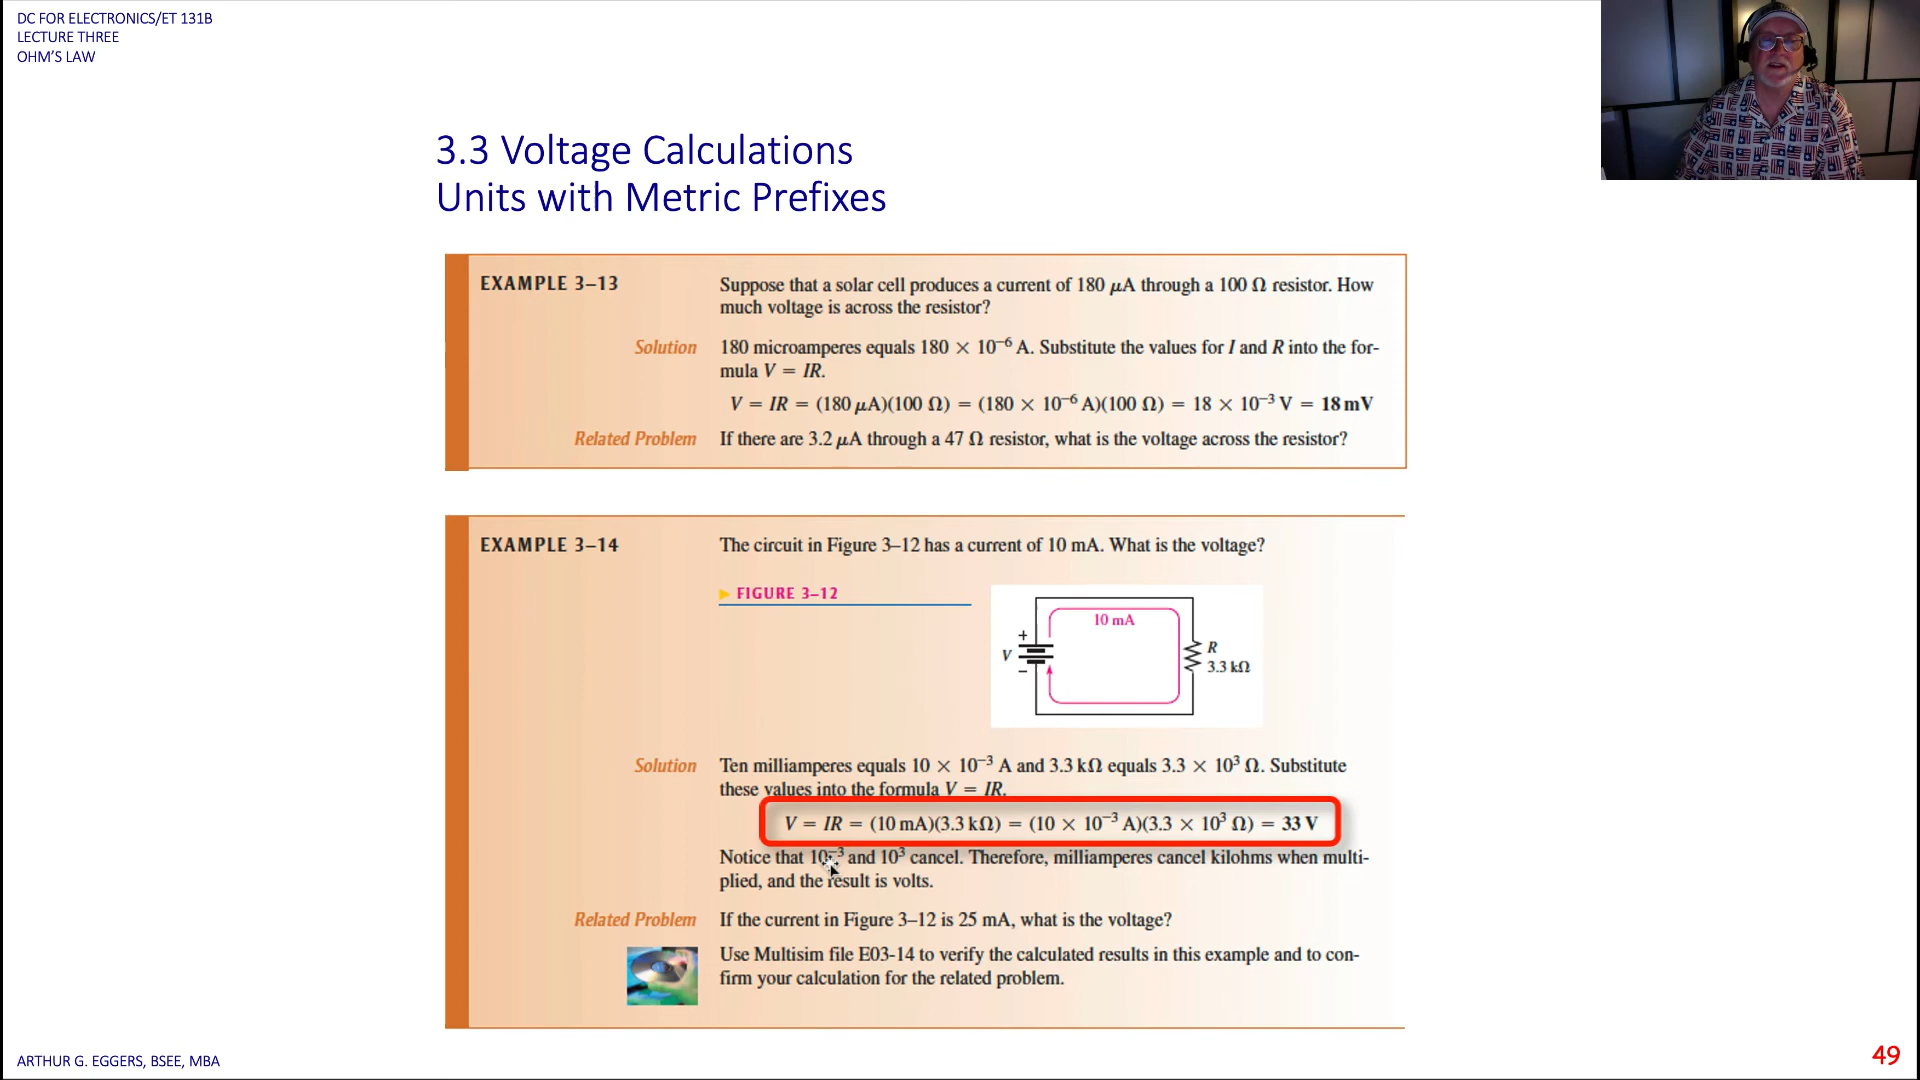 DC FOR ELECTRONICS/ET 131B
LECTURE THREE
OHM'S LAW
3.3 Voltage Calculations
Units with Metric Prefixes
EXAMPLE 3–13
Suppose that a solar cell produces a current of 180 μA through a 100 Ω resistor. How
much voltage is across the resistor?
Solution
180 microamperes equals 180 × 10⁻⁶ A. Substitute the values for I and R into the for-
mula V = IR.
V = IR = (180 μA)(100 Ω) = (180 × 10⁻⁶ A)(100 Ω) = 18 × 10⁻³ V = 18 mV
Related Problem
If there are 3.2 μA through a 47 Ω resistor, what is the voltage across the resistor?
EXAMPLE 3–14
The circuit in Figure 3–12 has a current of 10 mA. What is the voltage?
FIGURE 3–12
10 mA
+
V
−
R
3.3 kΩ
Solution
Ten milliamperes equals 10 × 10⁻³ A and 3.3 kΩ equals 3.3 × 10³ Ω. Substitute
these values into the formula V = IR.
V = IR = (10 mA)(3.3 kΩ) = (10 × 10⁻³ A)(3.3 × 10³ Ω) = 33 V
Notice that 10⁻³ and 10³ cancel. Therefore, milliamperes cancel kilohms when multi-
plied, and the result is volts.
Related Problem
If the current in Figure 3–12 is 25 mA, what is the voltage?
Use Multisim file E03-14 to verify the calculated results in this example and to con-
firm your calculation for the related problem.
ARTHUR G. EGGERS, BSEE, MBA
49